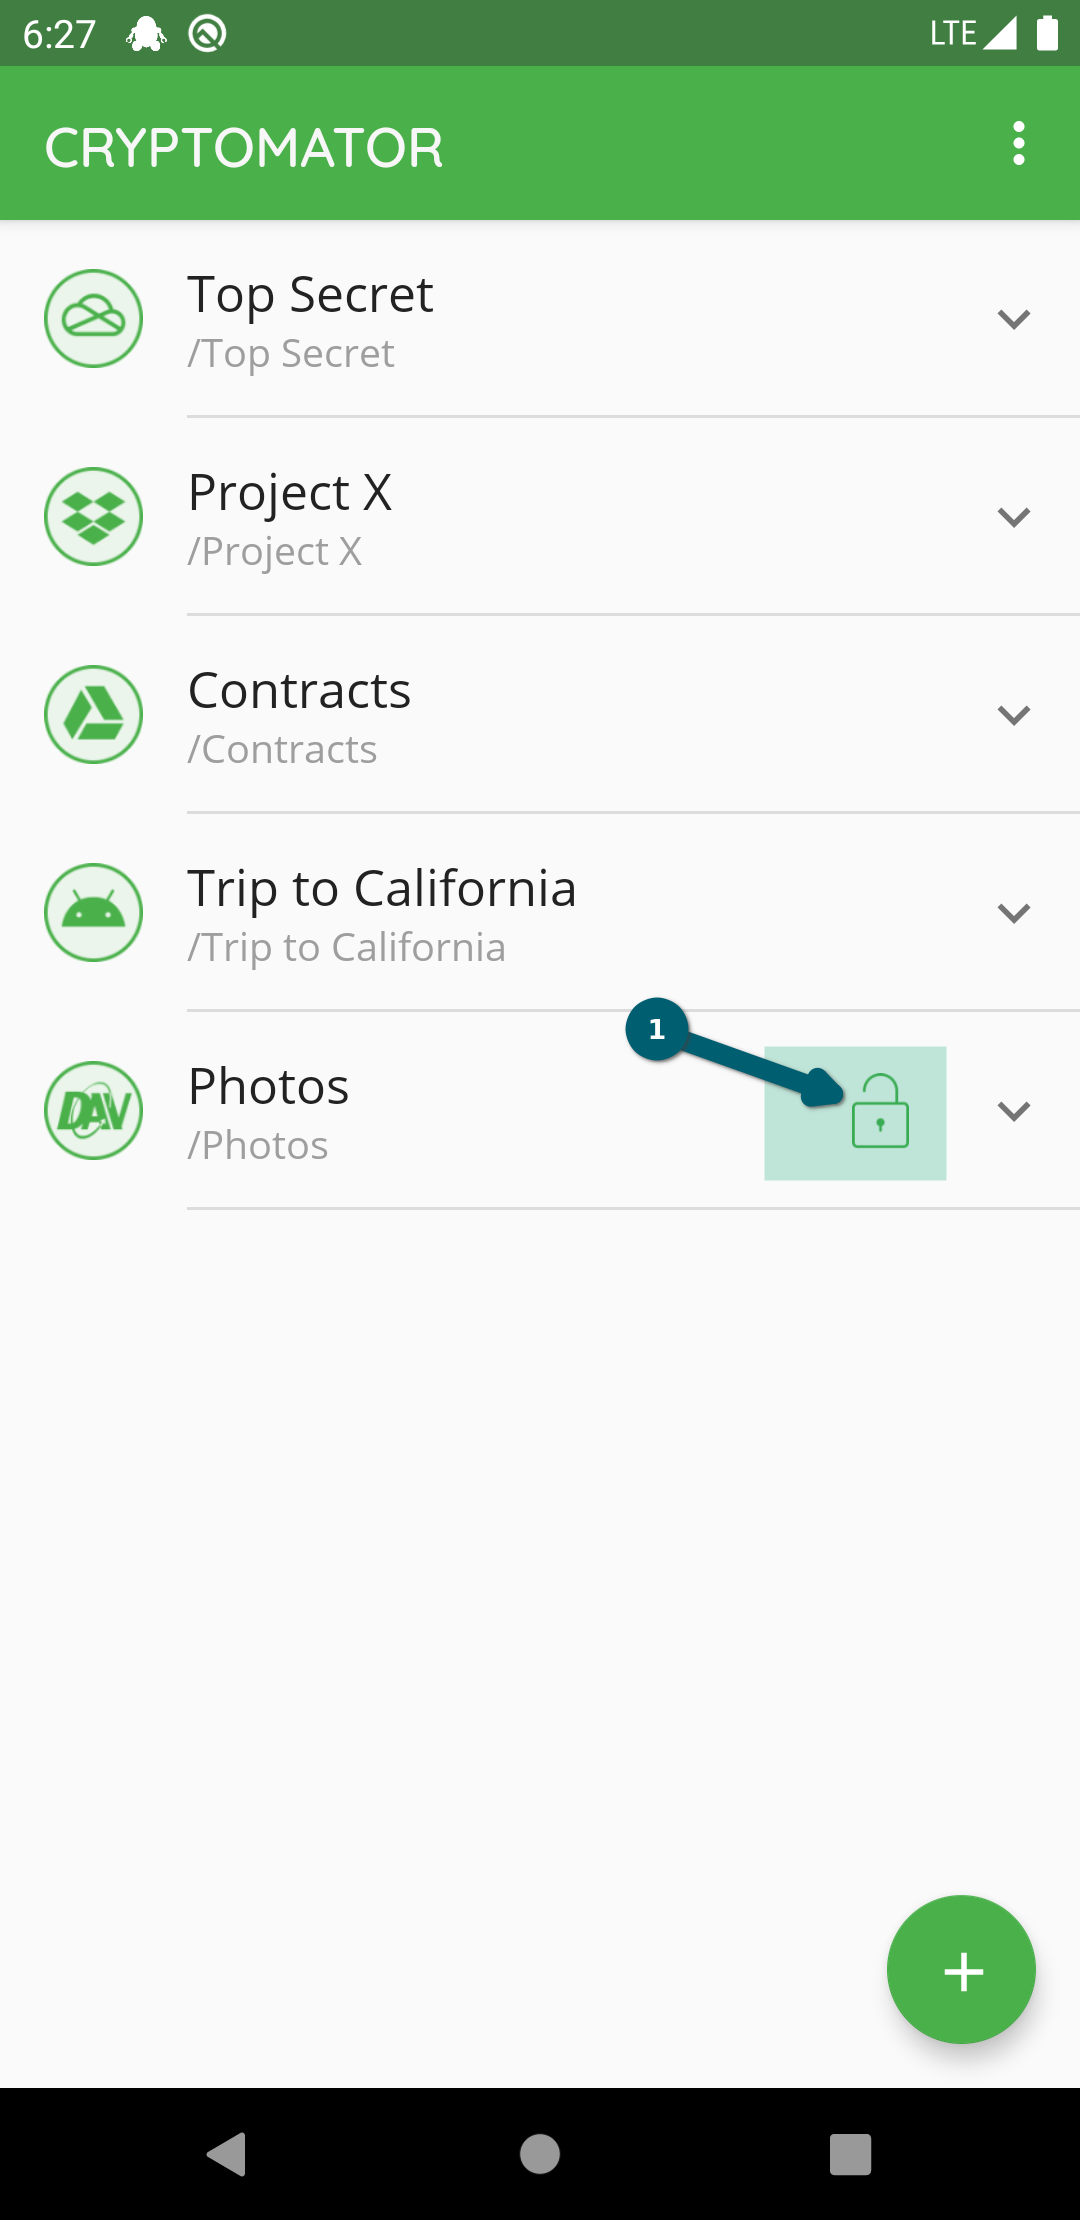 6:27
LTE
CRYPTOMATOR
Top Secret
/Top Secret
Project X
/Project X
Contracts
/Contracts
Trip to California
/Trip to California
1
DAV
Photos
/Photos